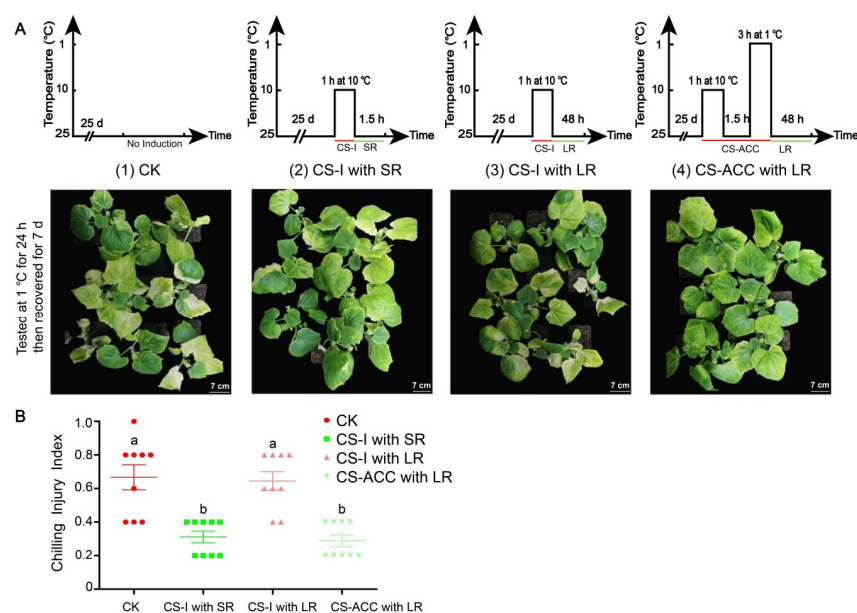 A
Temperature (℃)
1
10
25
25 d
No Induction
Time
(1) CK
Temperature (℃)
1
10
25
25 d
1 h at 10 ℃
1.5 h
CS-I SR
Time
(2) CS-I with SR
Temperature (℃)
1
10
25
25 d
1 h at 10 ℃
48 h
CS-I LR
Time
(3) CS-I with LR
Temperature (℃)
1
10
25
25 d
1 h at 10 ℃
1.5 h
3 h at 1 ℃
48 h
CS-ACC LR
Time
(4) CS-ACC with LR
Tested at 1 ℃ for 24 h
then recovered for 7 d
7 cm
7 cm
7 cm
7 cm
B
Chilling Injury Index
1.0
0.8
0.6
0.4
0.2
0
a
b
a
b
CK
CS-I with SR
CS-I with LR
CS-ACC with LR
CK CS-I with SR CS-I with LR CS-ACC with LR